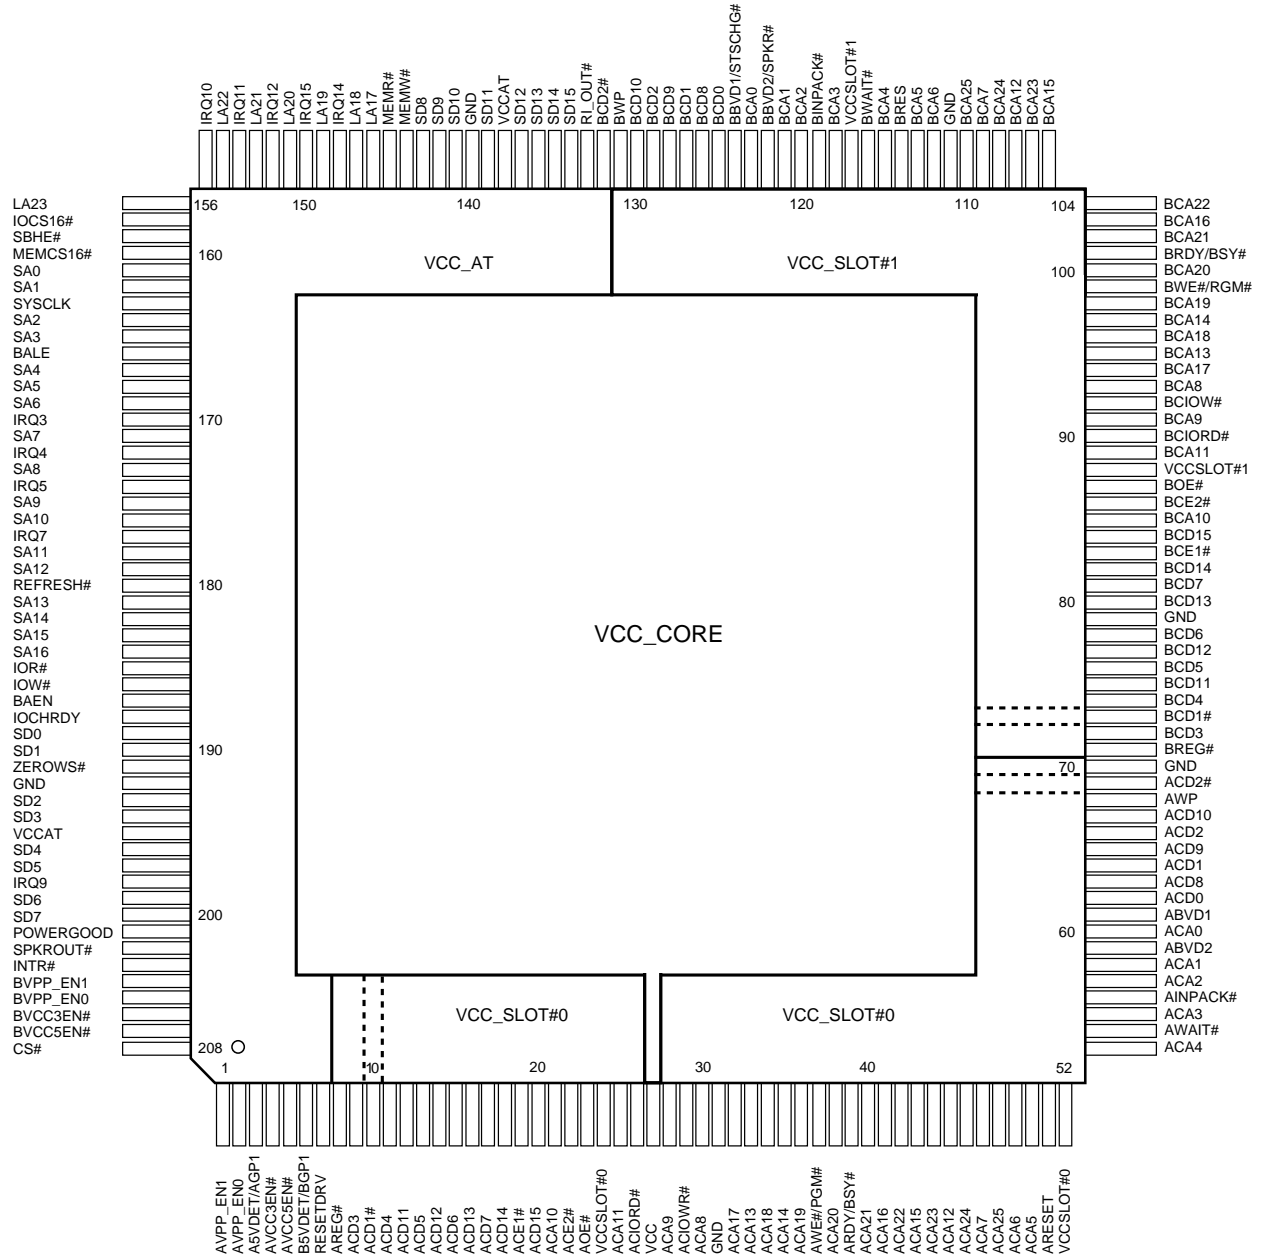 IRQ10
LA22
IRQ11
LA21
IRQ12
LA20
IRQ15
LA19
IRQ14
LA18
LA17
MEMR#
MEMW#
SD8
SD9
SD10
GND
SD11
VCCAT
SD12
SD13
SD14
SD15
RI_OUT#
BCD2#
BWP
BCD10
BCD2
BCD9
BCD1
BCD8
BCD0
BBVD1/STSCHG#
BCA0
BBVD2/SPKR#
BCA1
BCA2
BINPACK#
BCA3
VCCSLOT#1
BWAIT#
BCA4
BRES
BCA5
BCA6
GND
BCA25
BCA7
BCA24
BCA12
BCA23
BCA15
156
150
140
130
120
110
104
LA23
IOCS16#
SBHE#
MEMCS16#
SA0
SA1
SYSCLK
SA2
SA3
BALE
SA4
SA5
SA6
IRQ3
SA7
IRQ4
SA8
IRQ5
SA9
SA10
IRQ7
SA11
SA12
REFRESH#
SA13
SA14
SA15
SA16
IOR#
IOW#
BAEN
IOCHRDY
SD0
SD1
ZEROWS#
GND
SD2
SD3
VCCAT
SD4
SD5
IRQ9
SD6
SD7
POWERGOOD
SPKROUT#
INTR#
BVPP_EN1
BVPP_EN0
BVCC3EN#
BVCC5EN#
CS#
160
170
180
190
200
208
VCC_AT
VCC_SLOT#1
VCC_CORE
VCC_SLOT#0
VCC_SLOT#0
100
90
80
70
60
BCA22
BCA16
BCA21
BRDY/BSY#
BCA20
BWE#/RGM#
BCA19
BCA14
BCA18
BCA13
BCA17
BCA8
BCIOW#
BCA9
BCIORD#
BCA11
VCCSLOT#1
BOE#
BCE2#
BCA10
BCD15
BCE1#
BCD14
BCD7
BCD13
GND
BCD6
BCD12
BCD5
BCD11
BCD4
BCD1#
BCD3
BREG#
GND
ACD2#
AWP
ACD10
ACD2
ACD9
ACD1
ACD8
ACD0
ABVD1
ACA0
ABVD2
ACA1
ACA2
AINPACK#
ACA3
AWAIT#
ACA4
1
10
20
30
40
52
AVPP_EN1
AVPP_EN0
A5VDET/AGP1
AVCC3EN#
AVCC5EN#
B5VDET/BGP1
RESETDRV
AREG#
ACD3
ACD1#
ACD4
ACD11
ACD5
ACD12
ACD6
ACD13
ACD7
ACD14
ACE1#
ACD15
ACA10
ACE2#
AOE#
VCCSLOT#0
ACA11
ACIORD#
VCC
ACA9
ACIOWR#
ACA8
GND
ACA17
ACA13
ACA18
ACA14
ACA19
AWE#/PGM#
ACA20
ARDY/BSY#
ACA21
ACA16
ACA22
ACA15
ACA23
ACA12
ACA24
ACA7
ACA25
ACA6
ACA5
ARESET
VCCSLOT#0